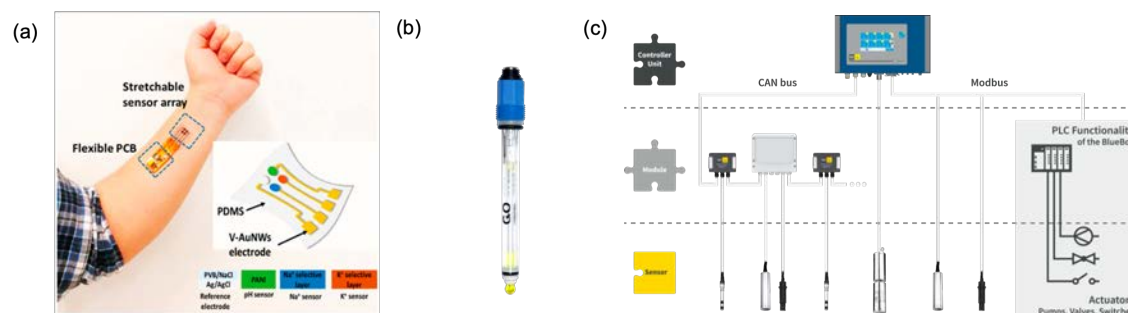 (a)
Stretchable
sensor array
Flexible PCB
PDMS
V-AuNWs
electrode
PVB/NaCl
Ag/AgCl
Reference
electrode
PANI
pH sensor
Na⁺ selective
layer
Na⁺ sensor
K⁺ selective
layer
K⁺ sensor
(b)
(c)
Controller
Unit
CAN bus
Modbus
Module
PLC Functionalit
of the BlueBo
Sensor
Actuator
Pumps, Valves, Switche